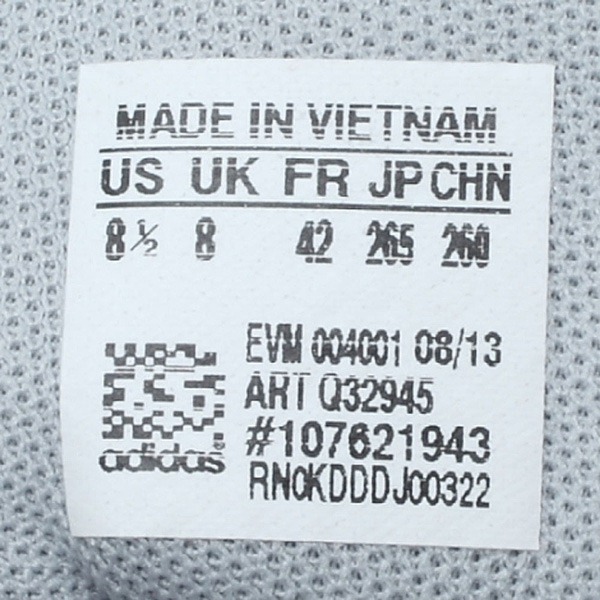 MADE IN VIETNAM
US UK FR JP CHN
8½ 8 42 265 260
EVM 004001 08/13
ART Q32945
#107621943
adidas®
RN0KDDDJ00322